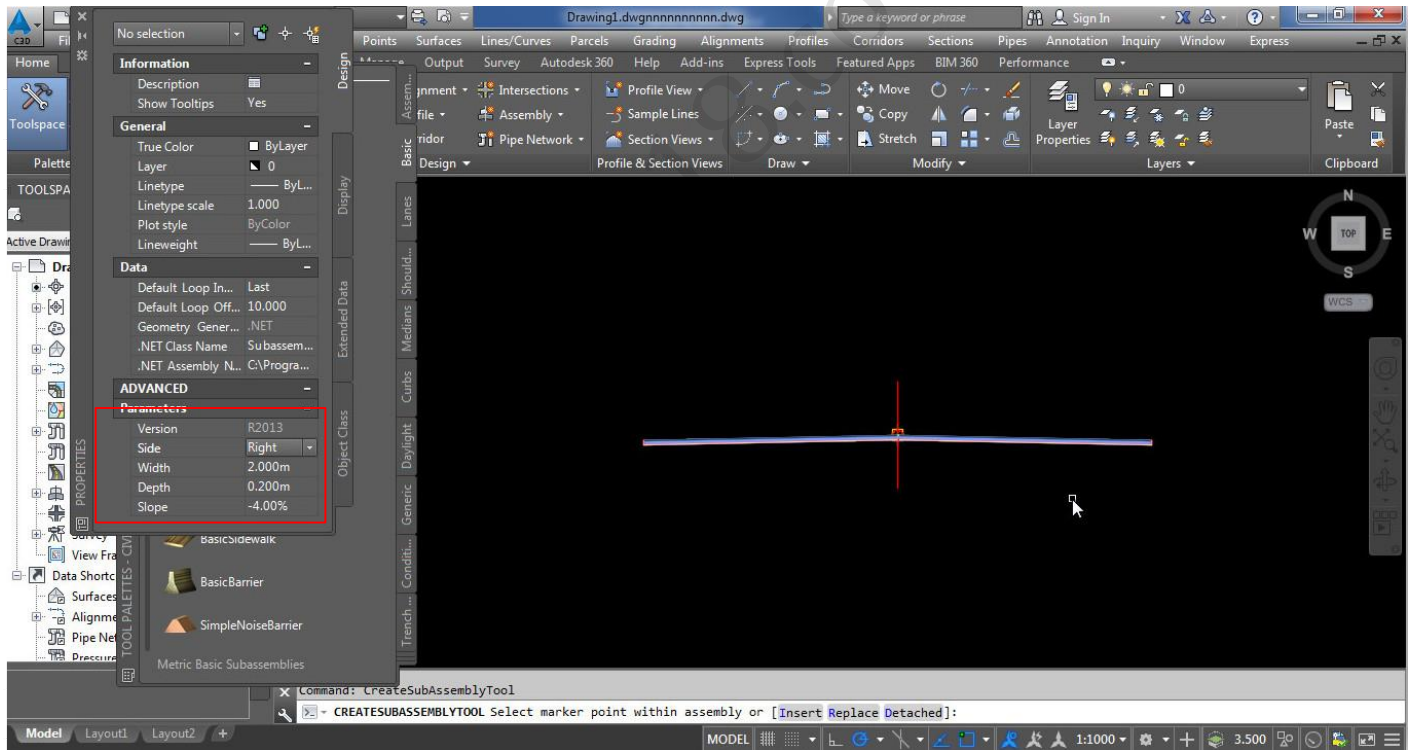 C3D
Drawing1.dwgnnnnnnnnnn.dwg
Type a keyword or phrase
Sign In
Points Surfaces Lines/Curves Parcels Grading Alignments Profiles Corridors Sections Pipes Annotation Inquiry Window Express
Home
Output Survey Autodesk 360 Help Add-ins Express Tools Featured Apps BIM 360 Performance
Toolspace
Palette
Intersections
Assembly
Pipe Network
Design
Profile View
Sample Lines
Section Views
Profile & Section Views
Draw
Move
Copy
Stretch
Modify
Layer
Properties
0
Layers
Paste
Clipboard
TOOLSPA
Active Drawin
View Fra
Data Shortc
Surfaces
Alignme
Pipe Net
Pressure
No selection
Information
Description
Show Tooltips Yes
General
True Color ByLayer
Layer 0
Linetype ByL...
Linetype scale 1.000
Plot style ByColor
Lineweight ByL...
Data
Default Loop In... Last
Default Loop Off... 10.000
Geometry Gener... .NET
.NET Class Name Subassem...
.NET Assembly N... C:\Progra...
ADVANCED
Parameters
Version R2013
Side Right
Width 2.000m
Depth 0.200m
Slope -4.00%
PROPERTIES
Design
Display
Extended Data
Object Class
Assem...
Basic
Lanes
Should...
Medians
Curbs
Daylight
Generic
Conditi...
Trench ...
BasicSidewalk
BasicBarrier
SimpleNoiseBarrier
Metric Basic Subassemblies
TOOL PALETTES - CIVI
N
W TOP E
S
WCS
Command: CreateSubAssemblyTool
CREATESUBASSEMBLYTOOL Select marker point within assembly or [Insert Replace Detached]:
Model Layout1 Layout2 +
MODEL
1:1000
3.500